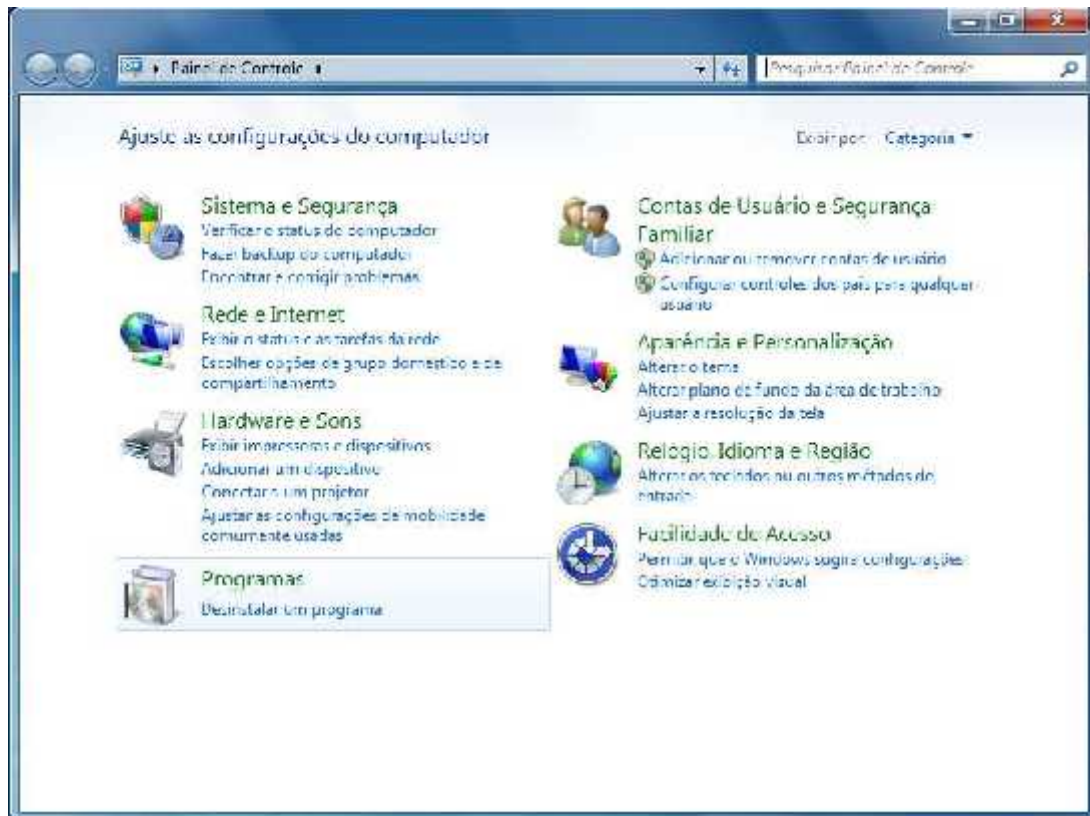 Painel de Controle
Pesquisar Painel de Controle
Ajuste as configurações do computador
Exibir por: Categoria
Sistema e Segurança
Verificar o status do computador
Fazer backup do computador
Encontrar e corrigir problemas
Rede e Internet
Exibir o status e as tarefas da rede
Escolher opções de grupo doméstico e de
compartilhamento
Hardware e Sons
Exibir impressoras e dispositivos
Adicionar um dispositivo
Conectar a um projetor
Ajustar as configurações de mobilidade
comumente usadas
Programas
Desinstalar um programa
Contas de Usuário e Segurança
Familiar
Adicionar ou remover contas de usuário
Configurar controles dos pais para qualquer
usuário
Aparência e Personalização
Alterar o tema
Alterar plano de fundo da área de trabalho
Ajustar a resolução da tela
Relógio, Idioma e Região
Alterar os teclados ou outros métodos de
entrada
Facilidade de Acesso
Permitir que o Windows sugira configurações
Otimizar exibição visual